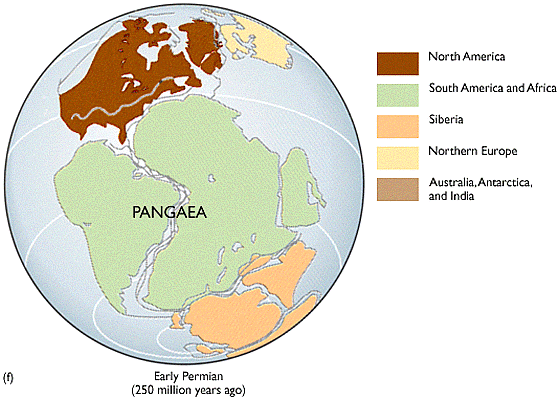 North America
South America and Africa
Siberia
Northern Europe
Australia, Antarctica,
and India
PANGAEA
(f)
Early Permian
(250 million years ago)